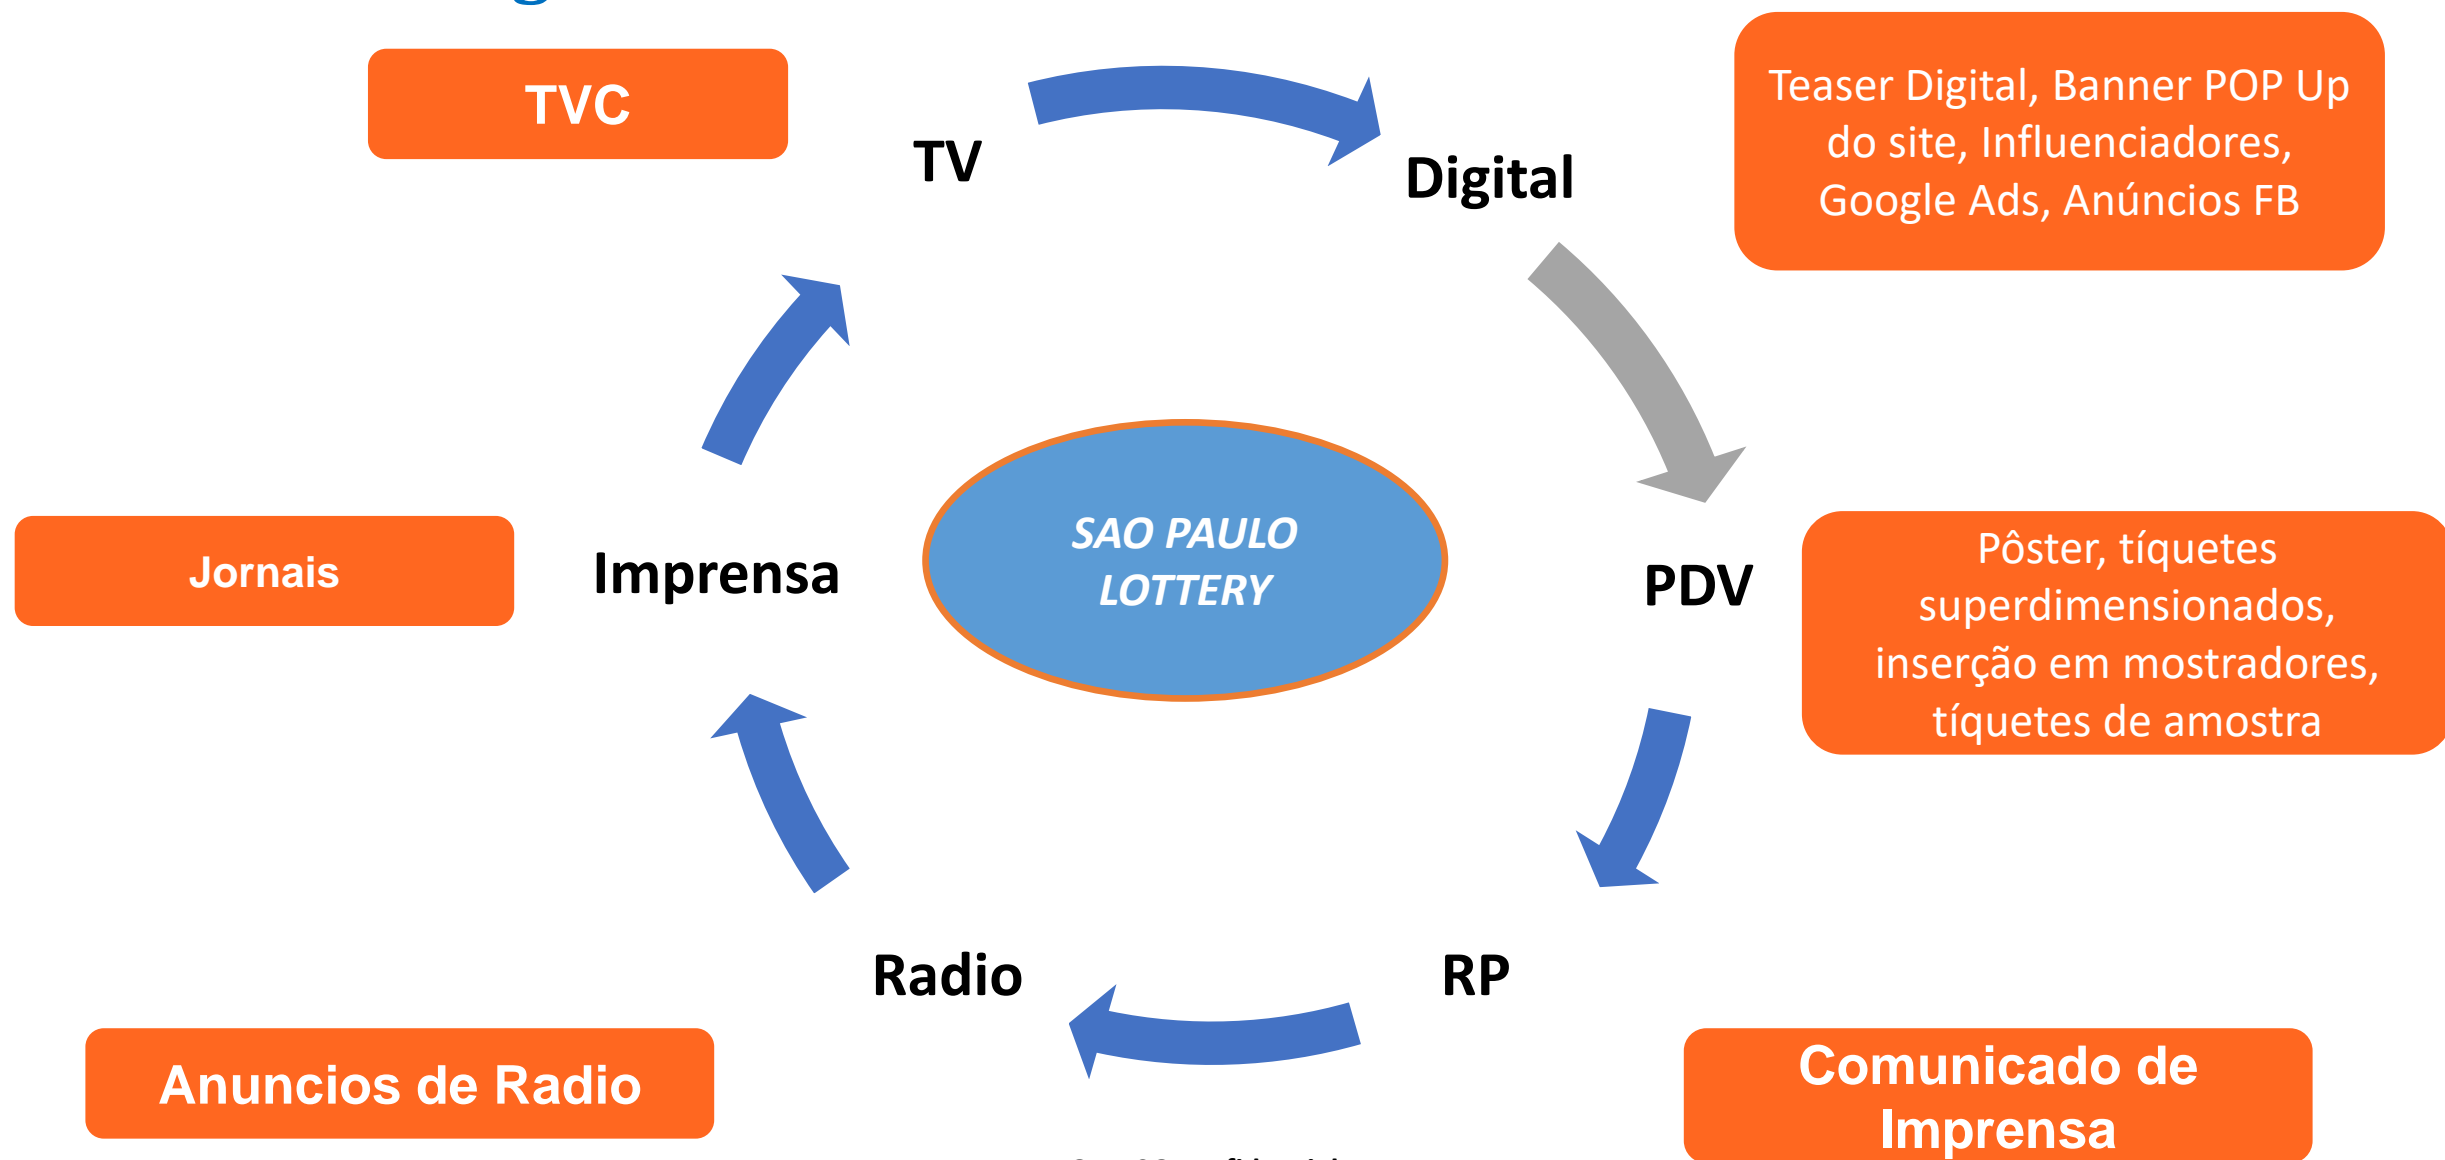 TVC
TV
Digital
Teaser Digital, Banner POP Up
do site, Influenciadores,
Google Ads, Anúncios FB
SAO PAULO
LOTTERY
Jornais
Imprensa
PDV
Pôster, tíquetes
superdimensionados,
inserção em mostradores,
tíquetes de amostra
Radio
RP
Anuncios de Radio
Comunicado de
Imprensa